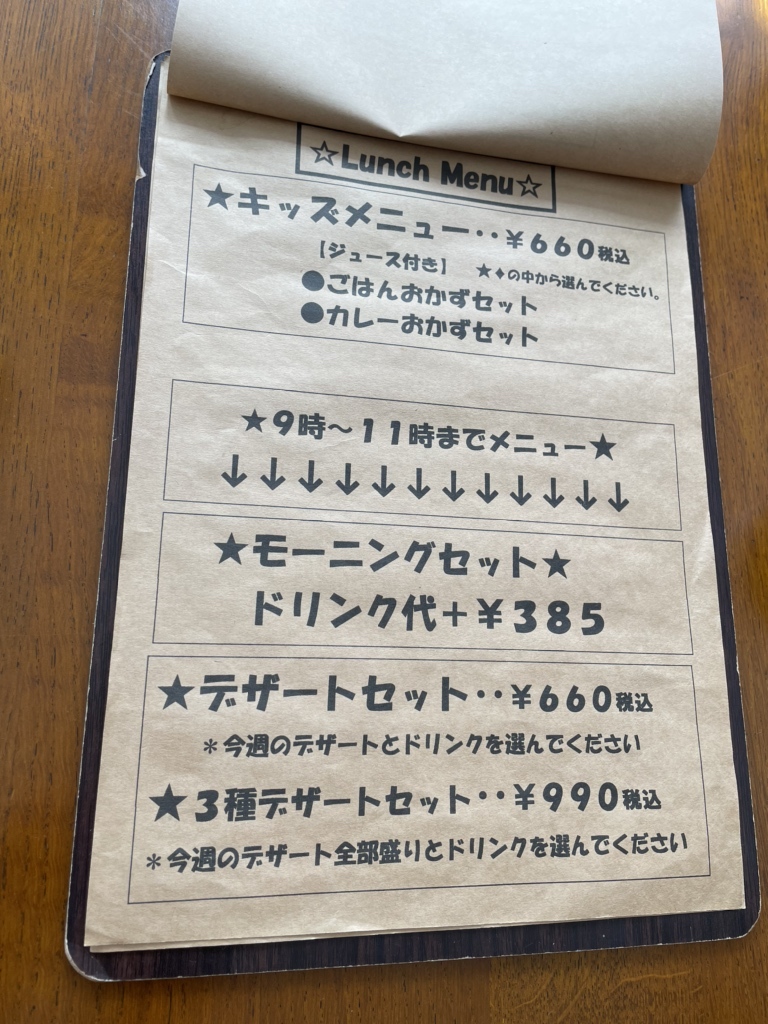 ☆Lunch Menu☆
★キッズメニュー‥￥660税込
【ジュース付き】 ★♦の中から選んでください。
●ごはんおかずセット
●カレーおかずセット
★9時～11時までメニュー★
↓↓↓↓↓↓↓↓↓↓↓↓
★モーニングセット★
ドリンク代＋￥385
★デザートセット‥￥660税込
＊今週のデザートとドリンクを選んでください
★3種デザートセット‥￥990税込
＊今週のデザート全部盛りとドリンクを選んでください